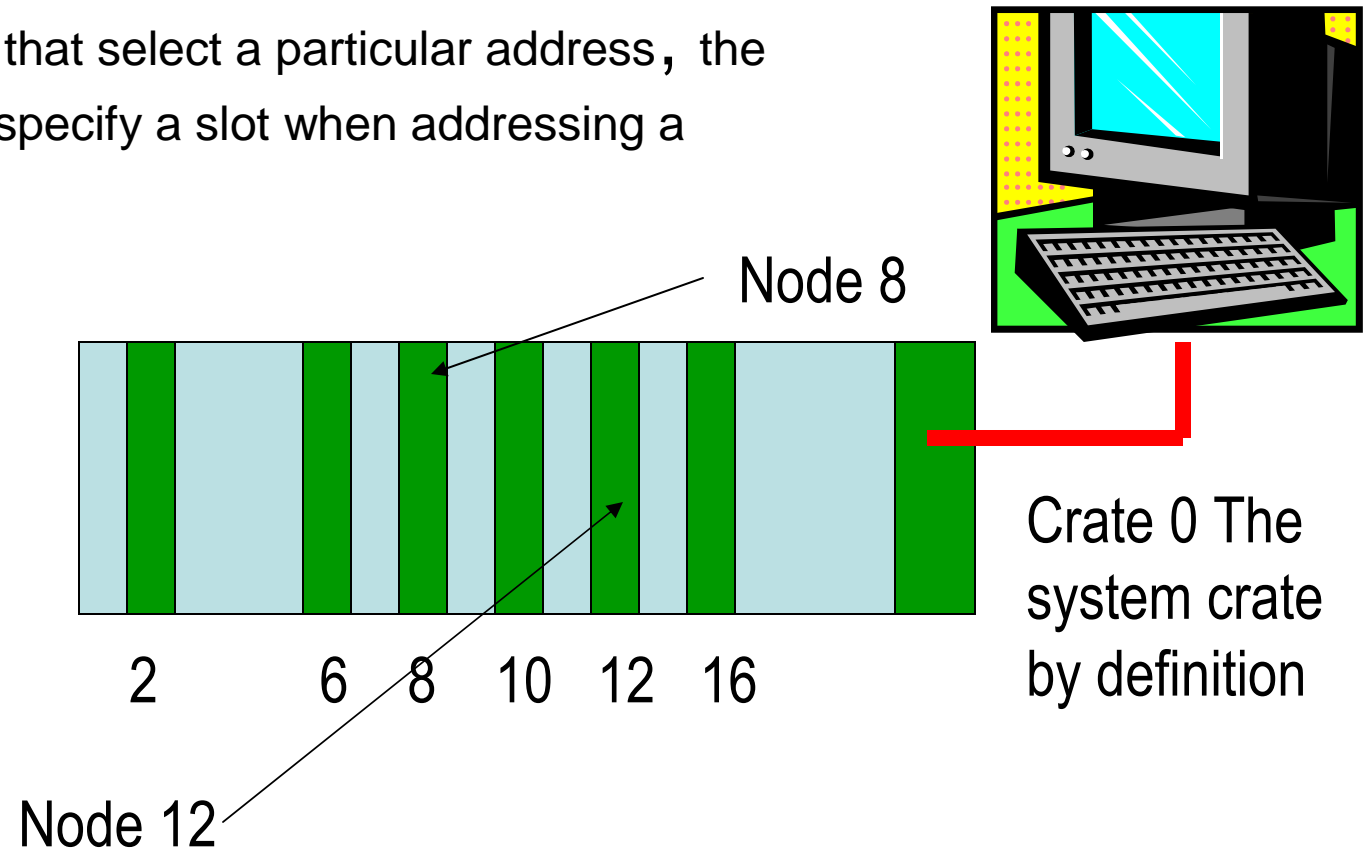 that select a particular address, the
specify a slot when addressing a
Node 8
Crate 0 The
system crate
by definition
2 6 8 10 12 16
Node 12